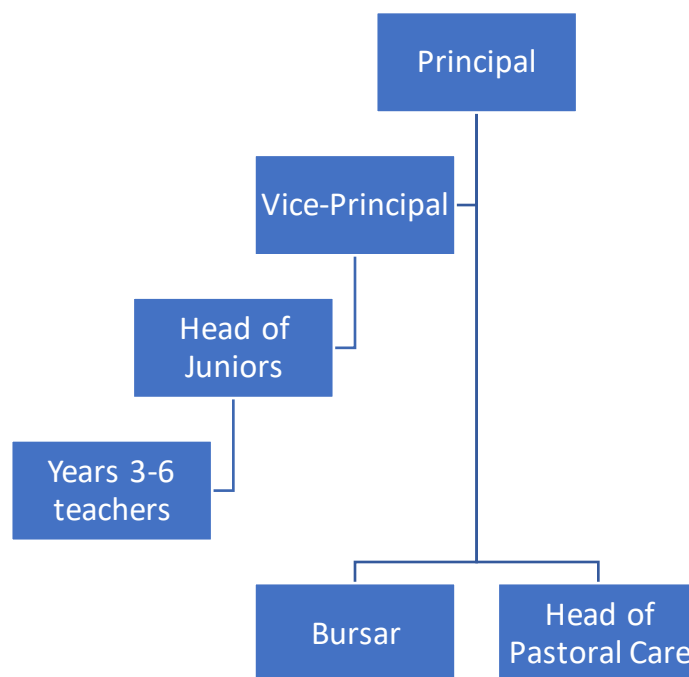 Principal
Vice-Principal
Head of
Juniors
Years 3-6
teachers
Bursar
Head of
Pastoral Care